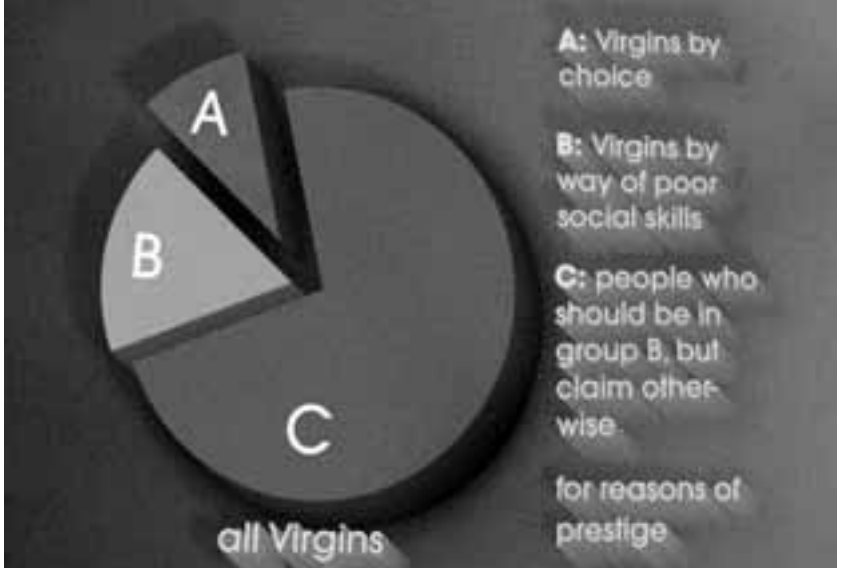 A
B
C
all Virgins
A: Virgins by
choice
B: Virgins by
way of poor
social skills
C: people who
should be in
group B, but
claim other-
wise
for reasons of
prestige